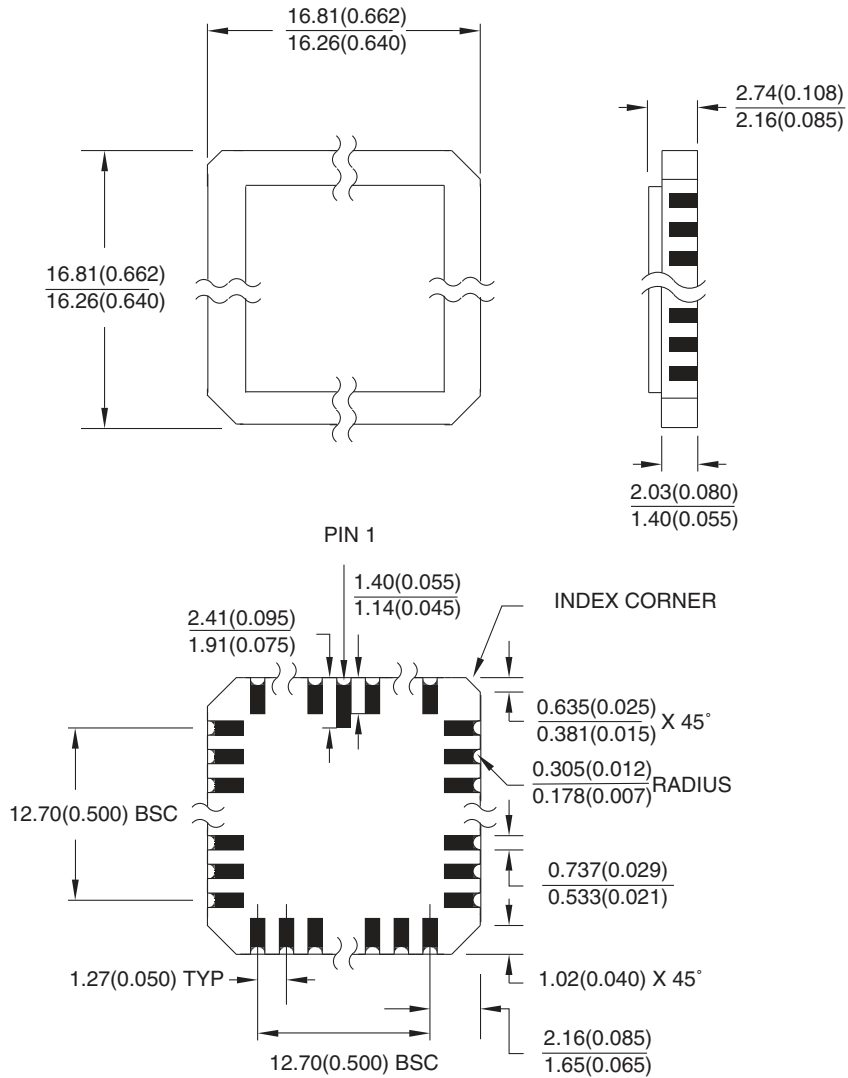 16.81(0.662)
16.26(0.640)
2.74(0.108)
2.16(0.085)
16.81(0.662)
16.26(0.640)
2.03(0.080)
1.40(0.055)
PIN 1
1.40(0.055)
1.14(0.045)
INDEX CORNER
2.41(0.095)
1.91(0.075)
0.635(0.025)
0.381(0.015) X 45°
0.305(0.012)
0.178(0.007) RADIUS
12.70(0.500) BSC
0.737(0.029)
0.533(0.021)
1.27(0.050) TYP
1.02(0.040) X 45°
12.70(0.500) BSC
2.16(0.085)
1.65(0.065)